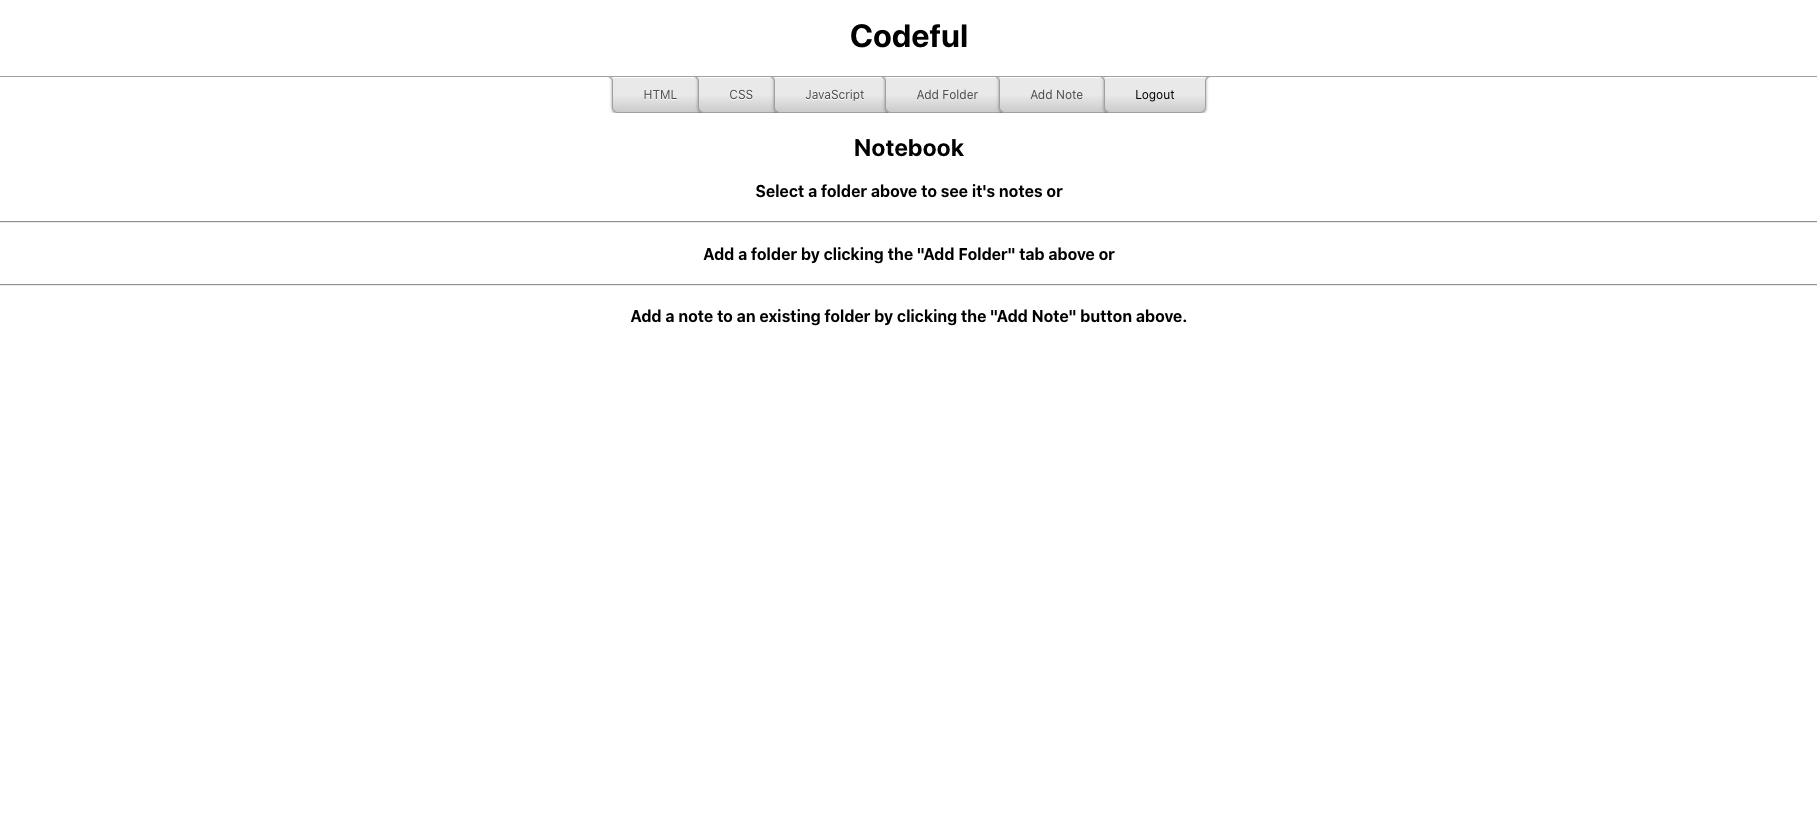 Codeful
HTML CSS JavaScript Add Folder Add Note Logout
Notebook
Select a folder above to see it's notes or
Add a folder by clicking the "Add Folder" tab above or
Add a note to an existing folder by clicking the "Add Note" button above.